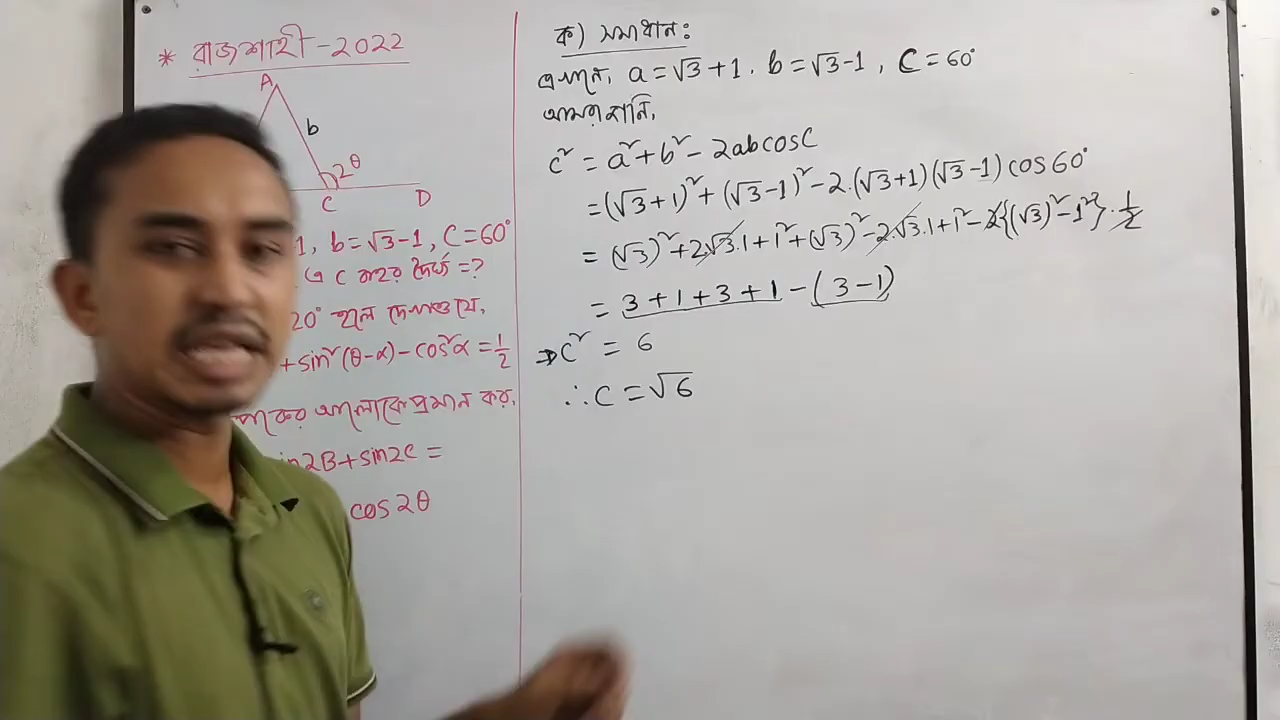 * রাজশাহী-2022
A
b
2θ
C
D
1, b=√3-1, C=60°
এ c বাহুর দৈর্ঘ্য =?
20° হলে দেখাও যে,
+sin²(θ-α)-cos²α=1/2
আলোকে প্রমান কর,
in2B+sin2C=
cos2θ
ক) সমাধান:
এখানে, a=√3+1, b=√3-1, C=60°
আমরা জানি,
c²=a²+b²-2abcosC
=(√3+1)²+(√3-1)²-2.(√3+1)(√3-1)cos60°
=(√3)²+2.√3.1+1²+(√3)²-2.√3.1+1²-2{(√3)²-1²}.1/2
=3+1+3+1-(3-1)
⇒c²=6
∴c=√6